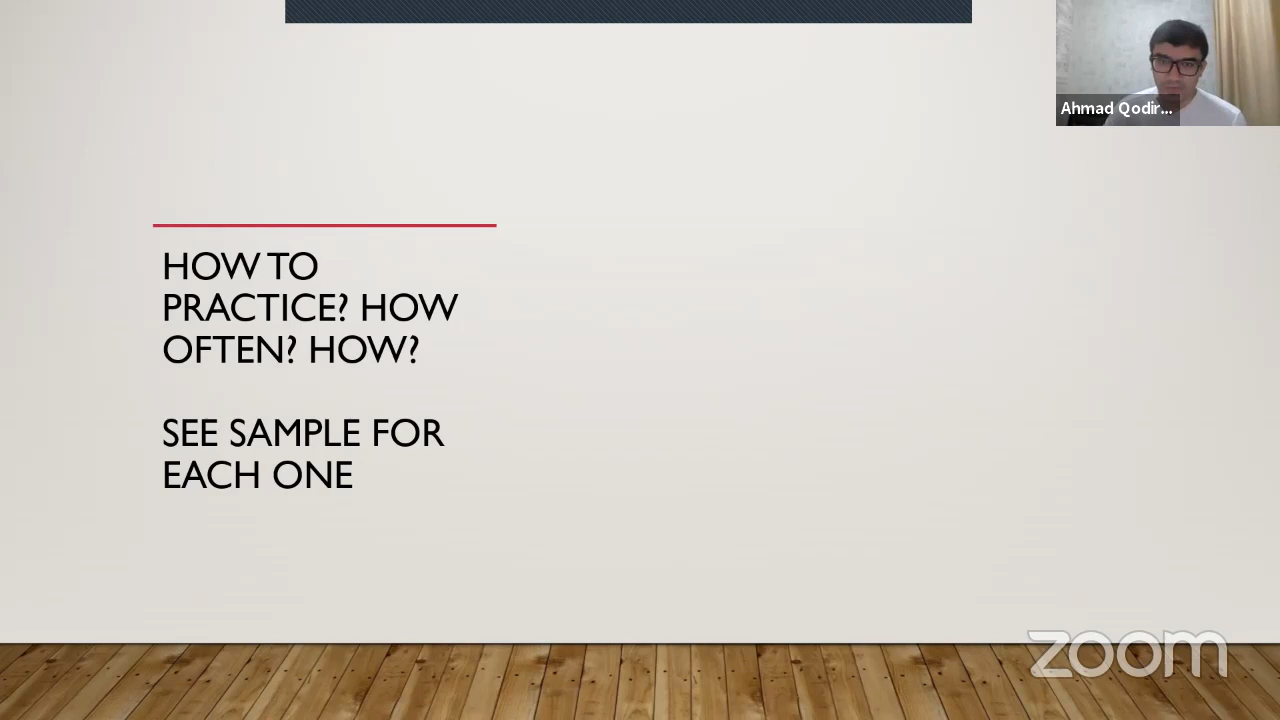 Ahmad Qodir...
HOW TO
PRACTICE? HOW
OFTEN? HOW?
SEE SAMPLE FOR
EACH ONE
zoom